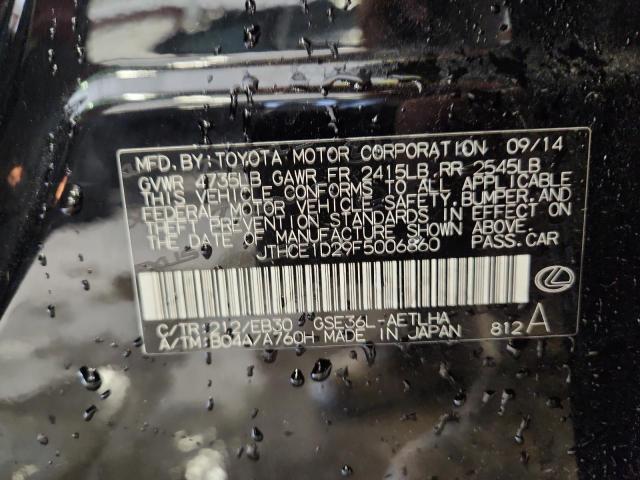 MFD. BY: TOYOTA MOTOR CORPORATION 09/14
GVWR 4735LB GAWR FR 2415LB RR 2545LB
THIS VEHICLE CONFORMS TO ALL APPLICABLE
FEDERAL MOTOR VEHICLE SAFETY, BUMPER, AND
THEFT PREVENTION STANDARDS IN EFFECT ON
THE DATE OF MANUFACTURE SHOWN ABOVE.
JTHCE1D29F5006860 PASS.CAR
C/TR:212/EB30 GSE36L-AETLHA
A/TM:B04A/A760H MADE IN JAPAN 812A